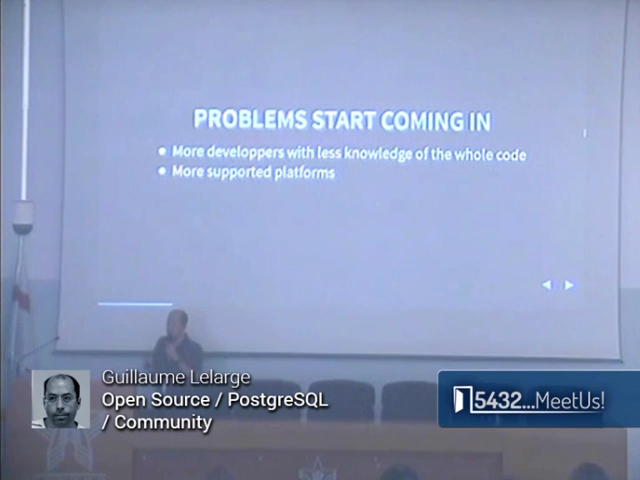 PROBLEMS START COMING IN
More developpers with less knowledge of the whole code
More supported platforms
Guillaume Lelarge
Open Source / PostgreSQL
/ Community
5432...MeetUs!